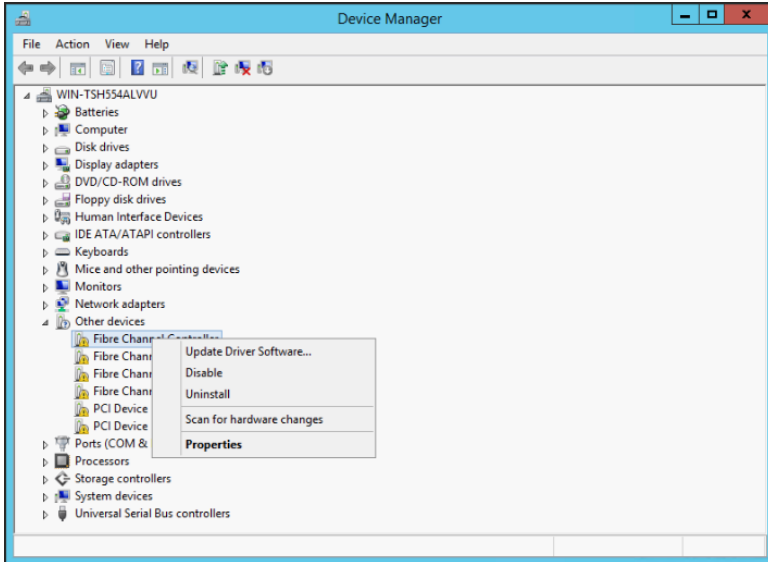 Device Manager
File Action View Help
WIN-TSH554ALVVU
Batteries
Computer
Disk drives
Display adapters
DVD/CD-ROM drives
Floppy disk drives
Human Interface Devices
IDE ATA/ATAPI controllers
Keyboards
Mice and other pointing devices
Monitors
Network adapters
Other devices
Fibre Channel Controller
Fibre Chann
Fibre Chann
Fibre Chann
PCI Device
PCI Device
Update Driver Software...
Disable
Uninstall
Scan for hardware changes
Properties
Ports (COM &
Processors
Storage controllers
System devices
Universal Serial Bus controllers